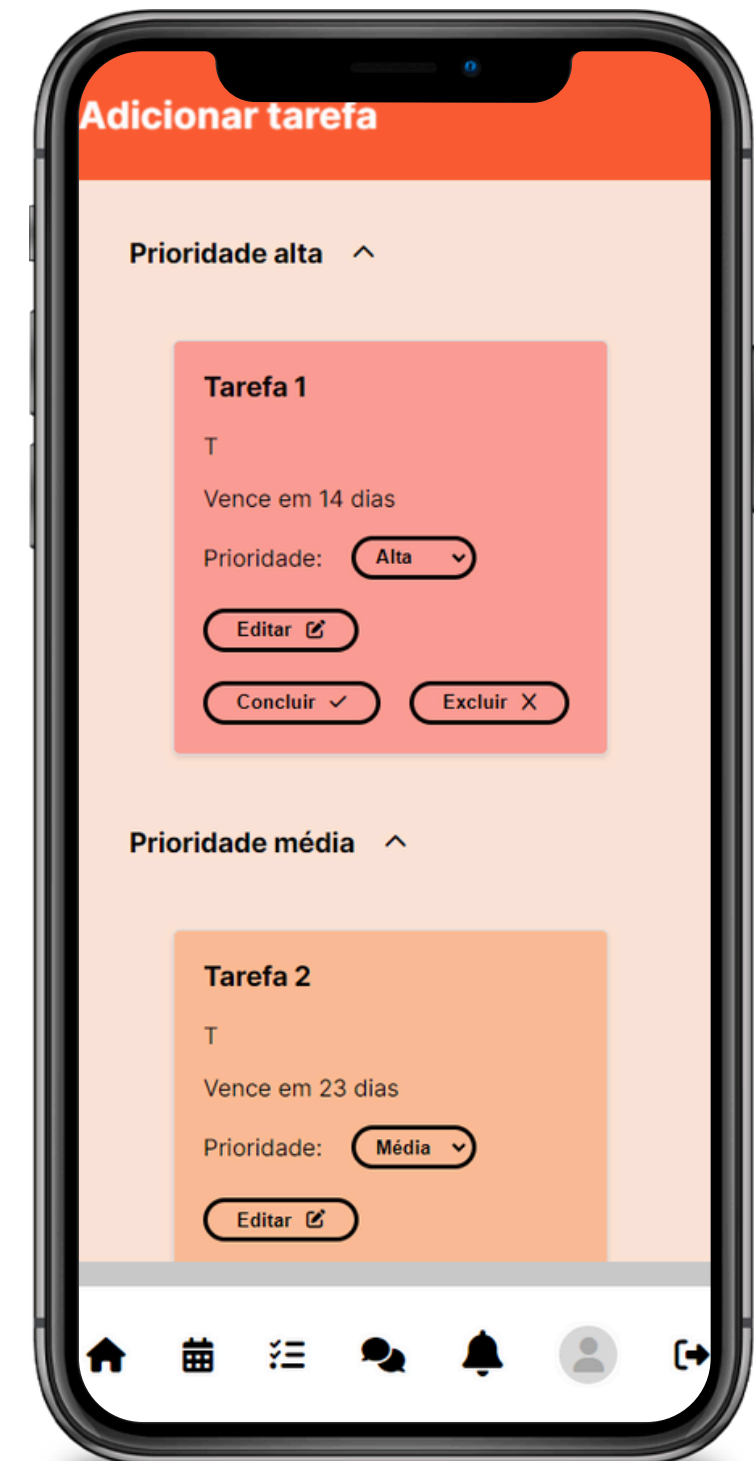 Adicionar tarefa
Prioridade alta
Tarefa 1
T
Vence em 14 dias
Prioridade: Alta
Editar
Concluir Excluir
Prioridade média
Tarefa 2
T
Vence em 23 dias
Prioridade: Média
Editar